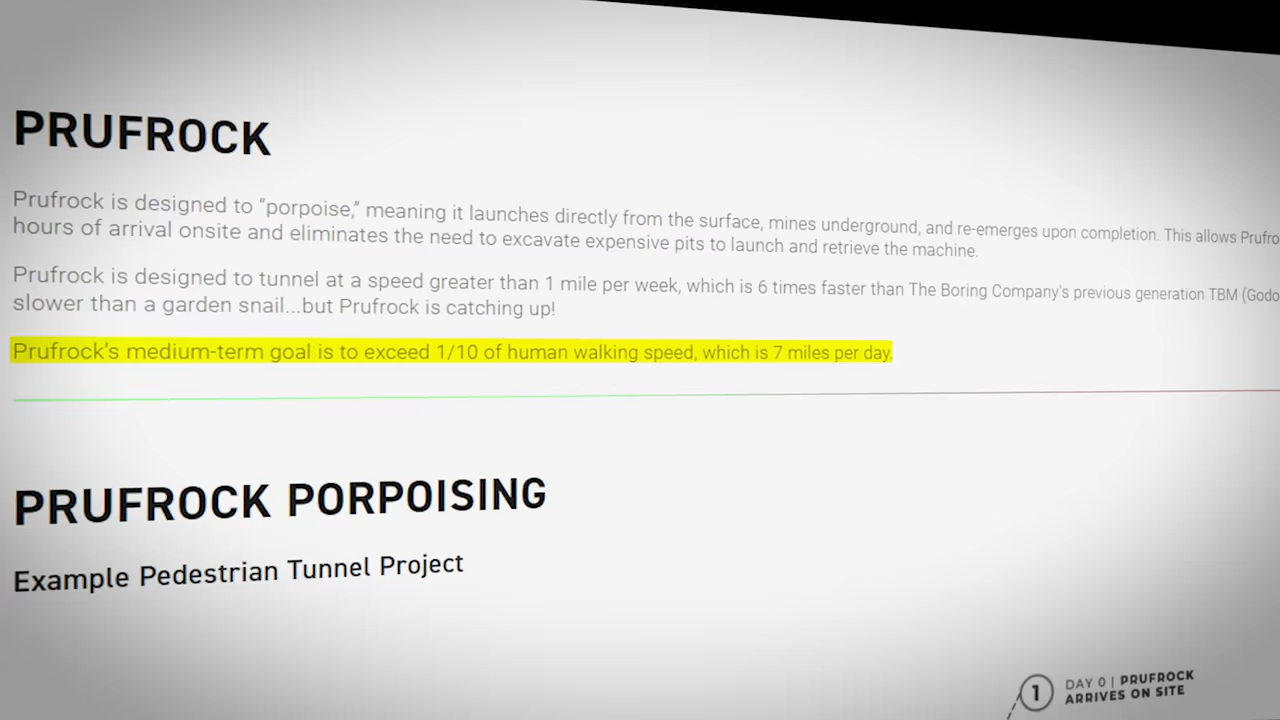 PRUFROCK
Prufrock is designed to “porpoise,” meaning it launches directly from the surface, mines underground, and re-emerges upon completion. This allows
hours of arrival onsite and eliminates the need to excavate expensive pits to launch and retrieve the machine.
Prufrock is designed to tunnel at a speed greater than 1 mile per week, which is 6 times faster than The Boring Company's previous generation TBM
slower than a garden snail...but Prufrock is catching up!
Prufrock’s medium-term goal is to exceed 1/10 of human walking speed, which is 7 miles per day.
PRUFROCK PORPOISING
Example Pedestrian Tunnel Project
1
DAY 0 | PRUFROCK
ARRIVES ON SITE